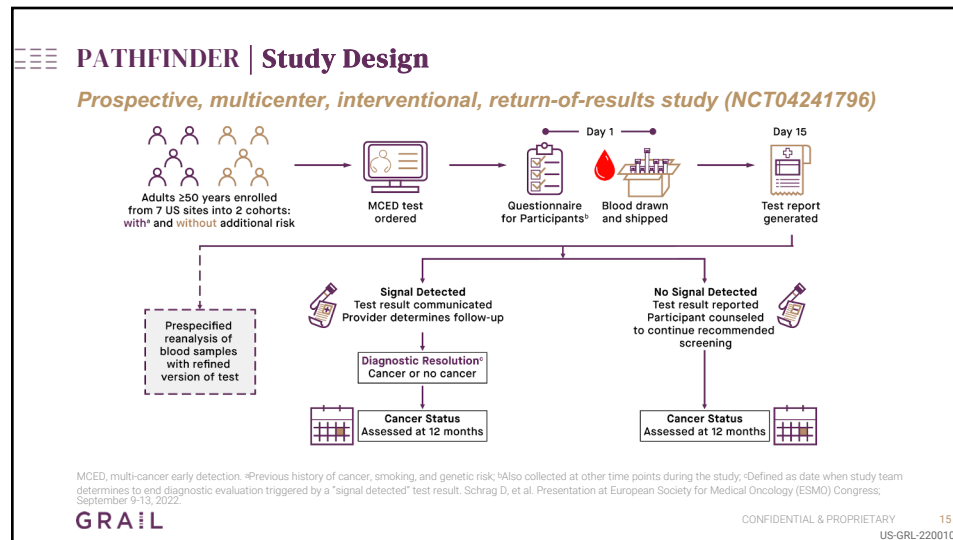 PATHFINDER | Study Design
Prospective, multicenter, interventional, return-of-results study (NCT04241796)
Adults ≥50 years enrolled
from 7 US sites into 2 cohorts:
withᵃ and without additional risk
MCED test
ordered
Day 1
Questionnaire
for Participantsᵇ
Blood drawn
and shipped
Day 15
Test report
generated
Prespecified
reanalysis of
blood samples
with refined
version of test
Signal Detected
Test result communicated
Provider determines follow-up
Diagnostic Resolutionᶜ
Cancer or no cancer
Cancer Status
Assessed at 12 months
No Signal Detected
Test result reported
Participant counseled
to continue recommended
screening
Cancer Status
Assessed at 12 months
MCED, multi-cancer early detection. ᵃPrevious history of cancer, smoking, and genetic risk; ᵇAlso collected at other time points during the study; ᶜDefined as date when study team
determines to end diagnostic evaluation triggered by a "signal detected" test result. Schrag D, et al. Presentation at European Society for Medical Oncology (ESMO) Congress;
September 9-13, 2022.
GRAIL
CONFIDENTIAL & PROPRIETARY 15
US-GRL-220010